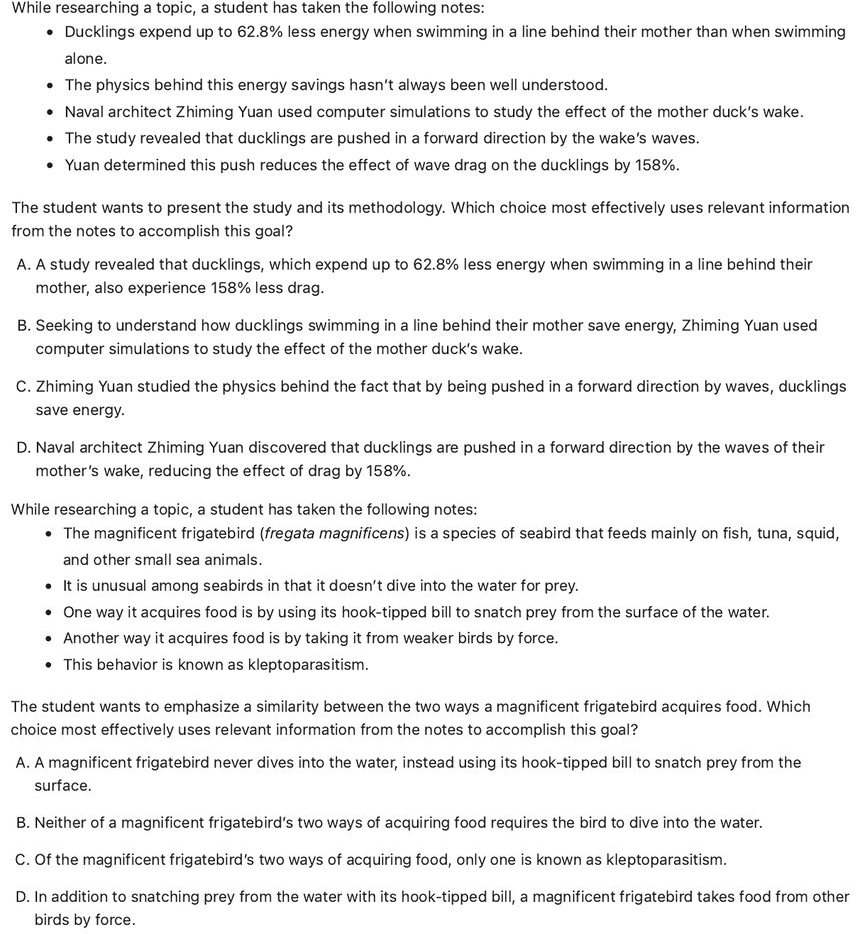 While researching a topic, a student has taken the following notes:
• Ducklings expend up to 62.8% less energy when swimming in a line behind their mother than when swimming
alone.
• The physics behind this energy savings hasn't always been well understood.
• Naval architect Zhiming Yuan used computer simulations to study the effect of the mother duck's wake.
• The study revealed that ducklings are pushed in a forward direction by the wake's waves.
• Yuan determined this push reduces the effect of wave drag on the ducklings by 158%.
The student wants to present the study and its methodology. Which choice most effectively uses relevant information
from the notes to accomplish this goal?
A. A study revealed that ducklings, which expend up to 62.8% less energy when swimming in a line behind their
mother, also experience 158% less drag.
B. Seeking to understand how ducklings swimming in a line behind their mother save energy, Zhiming Yuan used
computer simulations to study the effect of the mother duck's wake.
C. Zhiming Yuan studied the physics behind the fact that by being pushed in a forward direction by waves, ducklings
save energy.
D. Naval architect Zhiming Yuan discovered that ducklings are pushed in a forward direction by the waves of their
mother's wake, reducing the effect of drag by 158%.
While researching a topic, a student has taken the following notes:
• The magnificent frigatebird (fregata magnificens) is a species of seabird that feeds mainly on fish, tuna, squid,
and other small sea animals.
• It is unusual among seabirds in that it doesn't dive into the water for prey.
• One way it acquires food is by using its hook-tipped bill to snatch prey from the surface of the water.
• Another way it acquires food is by taking it from weaker birds by force.
• This behavior is known as kleptoparasitism.
The student wants to emphasize a similarity between the two ways a magnificent frigatebird acquires food. Which
choice most effectively uses relevant information from the notes to accomplish this goal?
A. A magnificent frigatebird never dives into the water, instead using its hook-tipped bill to snatch prey from the
surface.
B. Neither of a magnificent frigatebird's two ways of acquiring food requires the bird to dive into the water.
C. Of the magnificent frigatebird's two ways of acquiring food, only one is known as kleptoparasitism.
D. In addition to snatching prey from the water with its hook-tipped bill, a magnificent frigatebird takes food from other
birds by force.